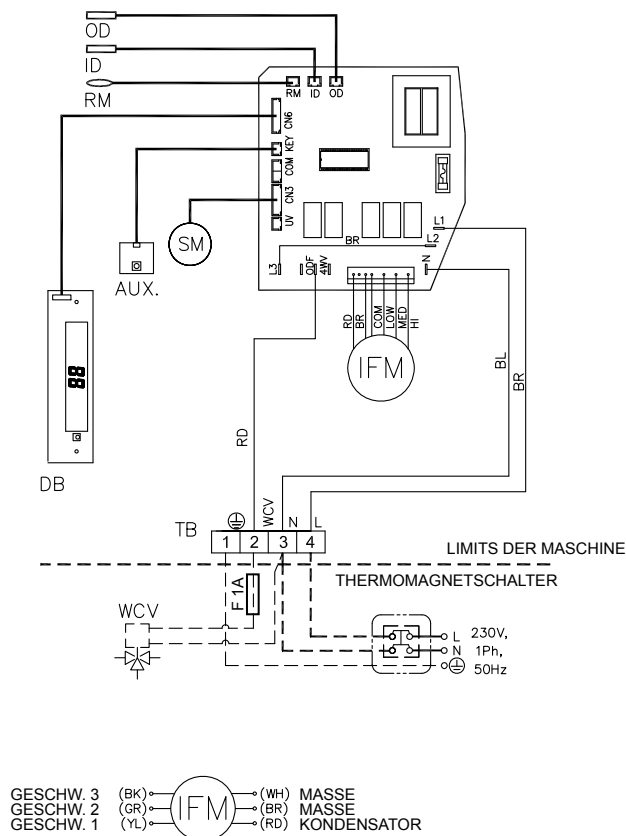 OD
ID
RM
RM ID OD
CN6
KEY
COM
CN3
UV
SM
AUX.
L1
L2
BR
L3
ODF
4WV
N
RD
BR
COM
LOW
MED
HI
IFM
BL
BR
RD
88
DB
WCV
N
L
TB
1 2 3 4
LIMITS DER MASCHINE
THERMOMAGNETSCHALTER
F 1A
WCV
L 230V,
N 1Ph,
50Hz
GESCHW. 3 (BK) IFM (WH) MASSE
GESCHW. 2 (GR) (BR) MASSE
GESCHW. 1 (YL) (RD) KONDENSATOR